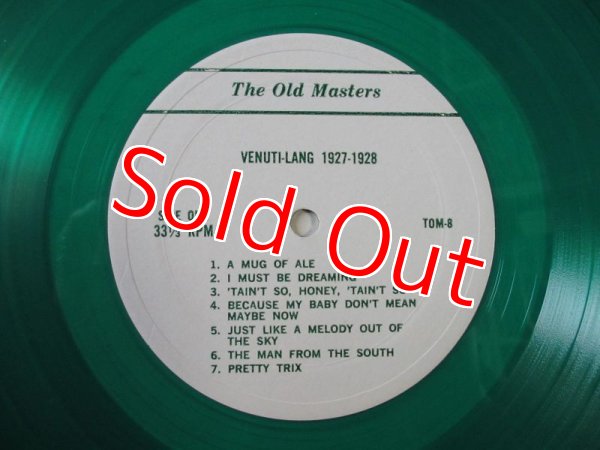 The Old Masters
VENUTI-LANG 1927-1928
Sold Out
33⅓ RPM
TOM-8
1. A MUG OF ALE
2. I MUST BE DREAMING
3. 'TAIN'T SO, HONEY, 'TAIN'T
4. BECAUSE MY BABY DON'T MEAN
MAYBE NOW
5. JUST LIKE A MELODY OUT OF
THE SKY
6. THE MAN FROM THE SOUTH
7. PRETTY TRIX